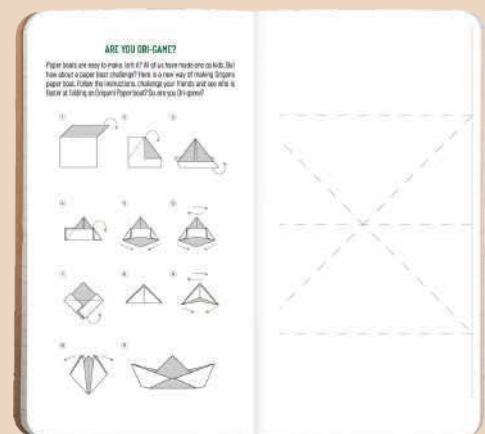 ARE YOU ORI-GAME?
Paper boats are easy to make, isn't it? All of us have made one as kids. But
how about a paper boat challenge? Here is a new way of making Origami
paper boat. Follow the instructions, challenge your friends and see who is
faster at folding an Origami Paper boat? So, are you Ori-game?